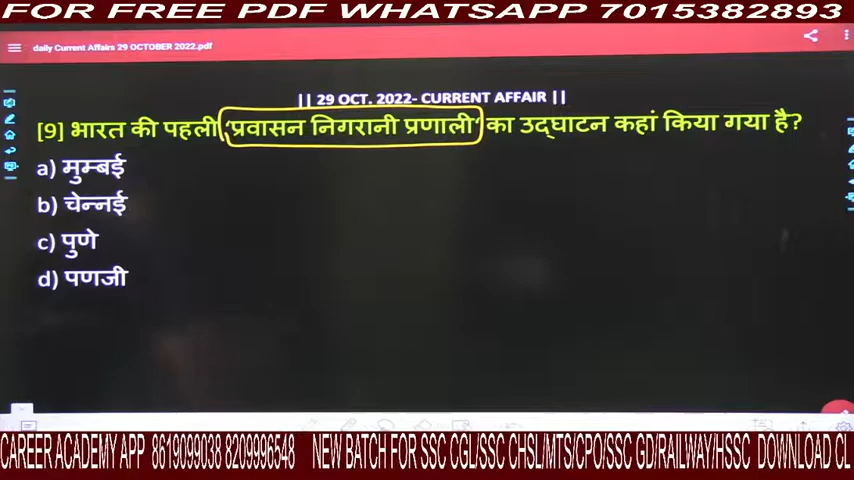 FOR FREE PDF WHATSAPP 7015382893
daily Current Affairs 29 OCTOBER 2022.pdf
|| 29 OCT. 2022- CURRENT AFFAIR ||
[9] भारत की पहली 'प्रवासन निगरानी प्रणाली' का उद्घाटन कहां किया गया है?
a) मुम्बई
b) चेन्नई
c) पुणे
d) पणजी
CAREER ACADEMY APP 8619099038 8209996548 NEW BATCH FOR SSC CGL/SSC CHSL/MTS/CPO/SSC GD/RAILWAY/HSSC DOWNLOAD CL